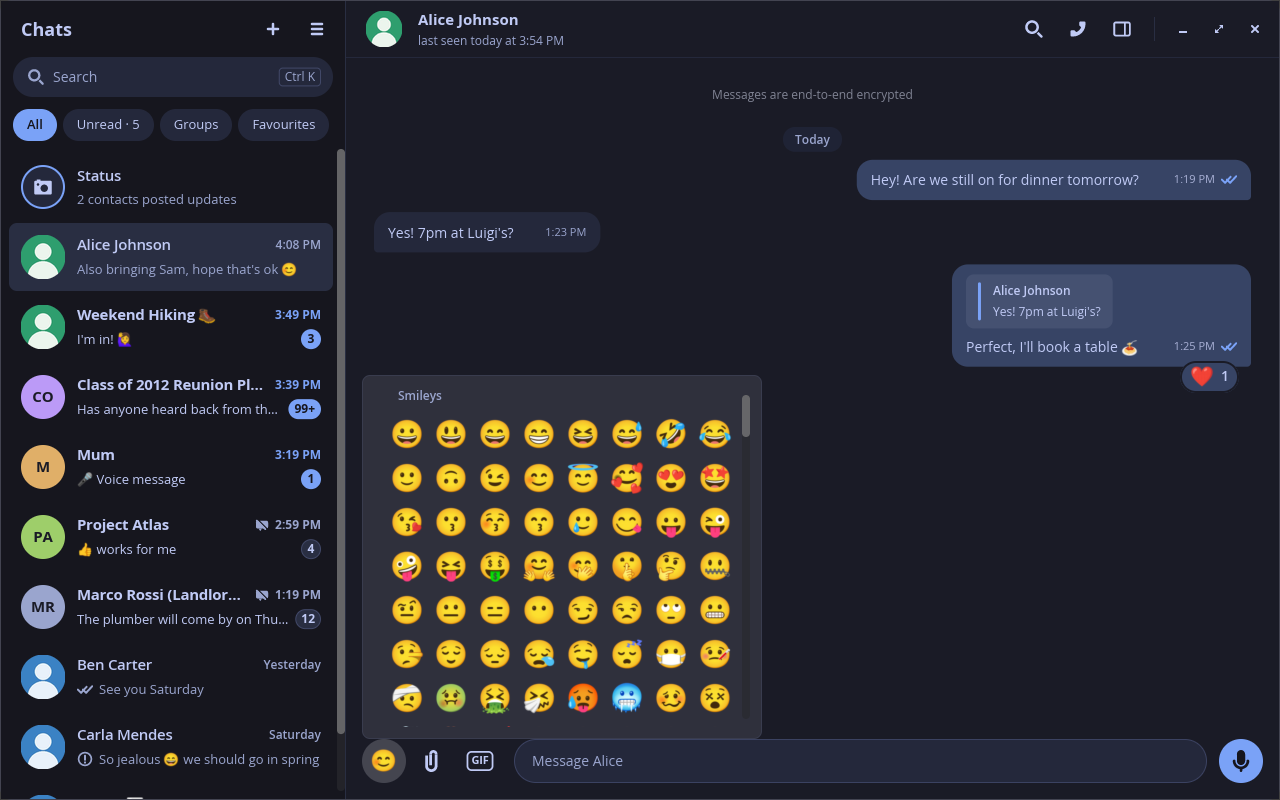 Chats
Search
Ctrl K
All
Unread · 5
Groups
Favourites
Status
2 contacts posted updates
Alice Johnson
4:08 PM
Also bringing Sam, hope that's ok 😊
Weekend Hiking 🥾
3:49 PM
I'm in! 🙋‍♀️
3
CO
Class of 2012 Reunion Pl...
3:39 PM
Has anyone heard back from th...
99+
M
Mum
3:19 PM
🎤 Voice message
1
PA
Project Atlas
2:59 PM
👍 works for me
4
MR
Marco Rossi (Landlor...
1:19 PM
The plumber will come by on Thu...
12
Ben Carter
Yesterday
See you Saturday
Carla Mendes
Saturday
So jealous 😄 we should go in spring
Alice Johnson
last seen today at 3:54 PM
Messages are end-to-end encrypted
Today
Hey! Are we still on for dinner tomorrow?
1:19 PM
Yes! 7pm at Luigi's?
1:23 PM
Alice Johnson
Yes! 7pm at Luigi's?
Perfect, I'll book a table 🍝
1:25 PM
❤️ 1
Smileys
GIF
Message Alice